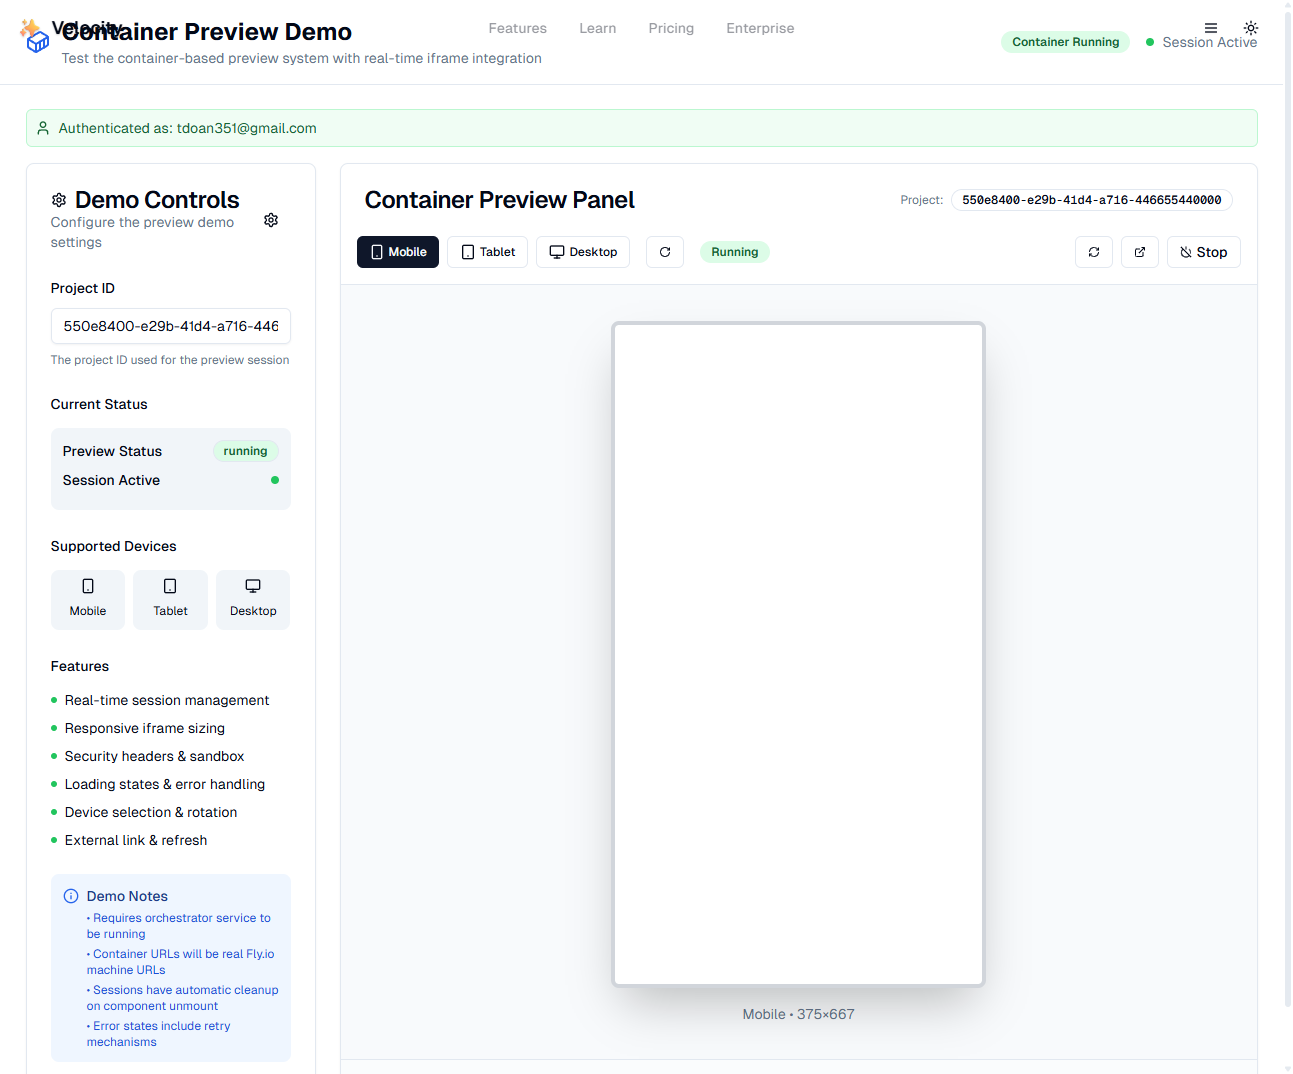 Velocity
Container Preview Demo
Features
Learn
Pricing
Enterprise
Container Running
Session Active
Test the container-based preview system with real-time iframe integration
Authenticated as: tdoan351@gmail.com
Demo Controls
Configure the preview demo
settings
Project ID
550e8400-e29b-41d4-a716-446
The project ID used for the preview session
Current Status
Preview Status
running
Session Active
Supported Devices
Mobile
Tablet
Desktop
Features
Real-time session management
Responsive iframe sizing
Security headers & sandbox
Loading states & error handling
Device selection & rotation
External link & refresh
Demo Notes
• Requires orchestrator service to
be running
• Container URLs will be real Fly.io
machine URLs
• Sessions have automatic cleanup
on component unmount
• Error states include retry
mechanisms
Container Preview Panel
Project:
550e8400-e29b-41d4-a716-446655440000
Mobile
Tablet
Desktop
Running
Stop
Mobile • 375×667